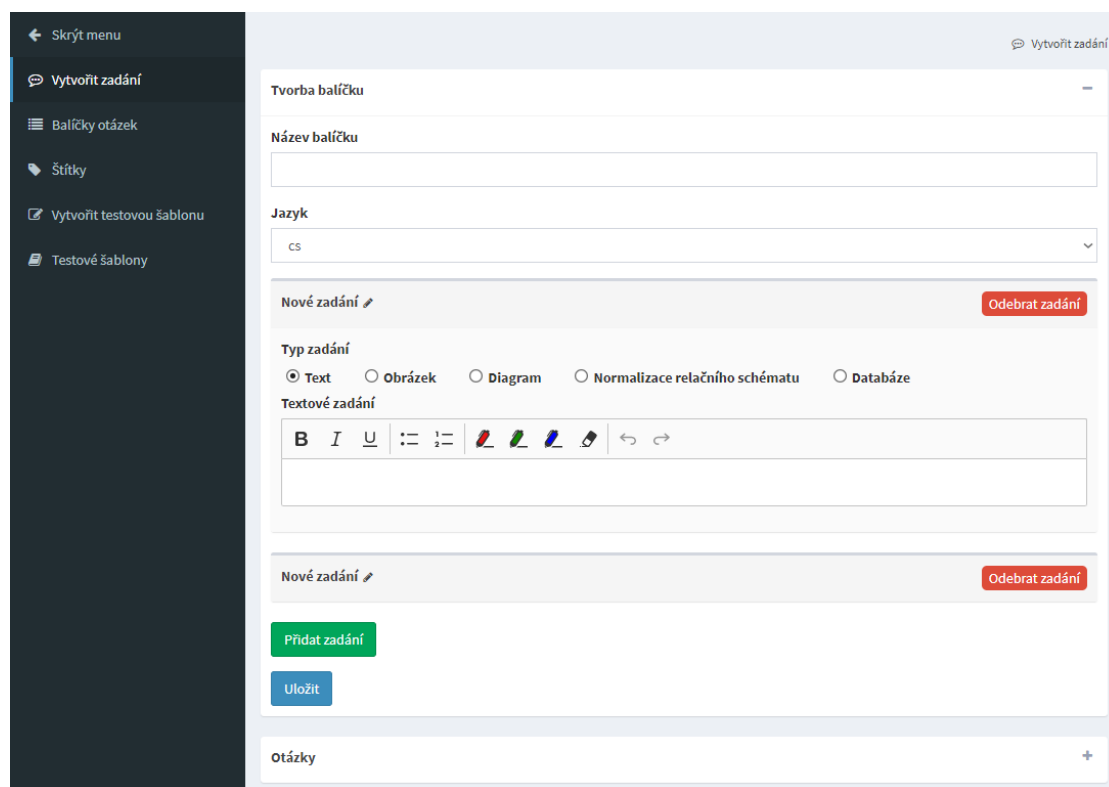 Skrýt menu
Vytvořit zadání
Balíčky otázek
Štítky
Vytvořit testovou šablonu
Testové šablony
Vytvořit zadání
Tvorba balíčku
Název balíčku
Jazyk
cs
Nové zadání
Odebrat zadání
Typ zadání
Text Obrázek Diagram Normalizace relačního schématu Databáze
Textové zadání
B I U
Nové zadání
Odebrat zadání
Přidat zadání
Uložit
Otázky